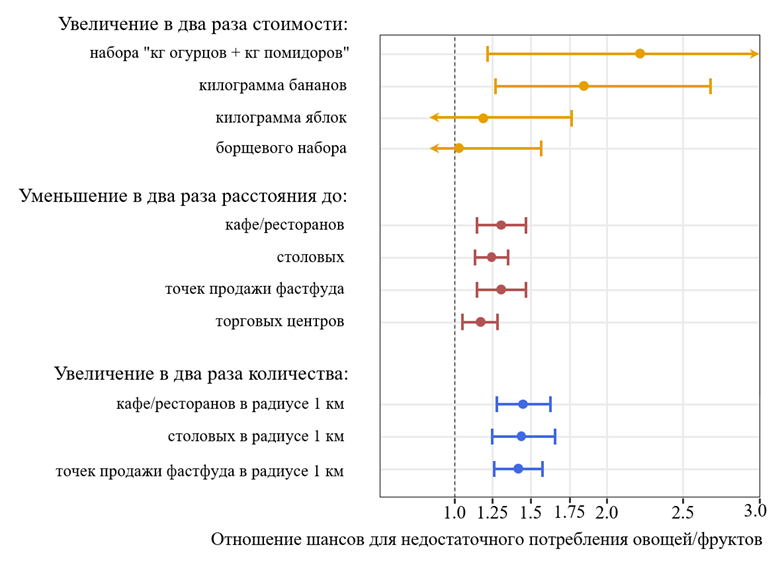 Увеличение в два раза стоимости:
набора "кг огурцов + кг помидоров"
килограмма бананов
килограмма яблок
борщевого набора
Уменьшение в два раза расстояния до:
кафе/ресторанов
столовых
точек продажи фастфуда
торговых центров
Увеличение в два раза количества:
кафе/ресторанов в радиусе 1 км
столовых в радиусе 1 км
точек продажи фастфуда в радиусе 1 км
1.0 1.25 1.5 1.75 2.0 2.5 3.0
Отношение шансов для недостаточного потребления овощей/фруктов